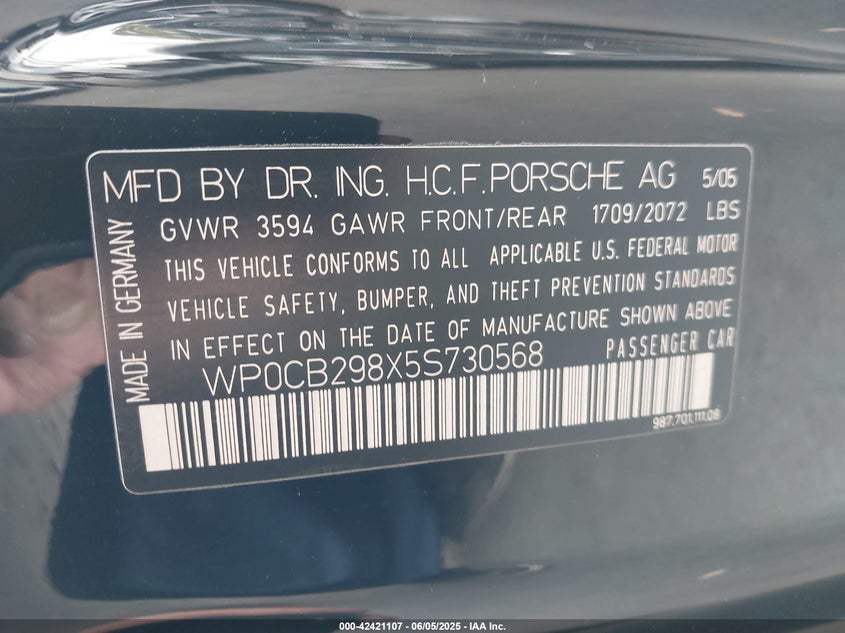 MFD BY DR. ING. H.C.F. PORSCHE AG 5/05
GVWR 3594 GAWR FRONT/REAR 1709/2072 LBS
THIS VEHICLE CONFORMS TO ALL APPLICABLE U.S. FEDERAL MOTOR
VEHICLE SAFETY, BUMPER, AND THEFT PREVENTION STANDARDS
IN EFFECT ON THE DATE OF MANUFACTURE SHOWN ABOVE
WP0CB298X5S730568 PASSENGER CAR
987.701.111.08
MADE IN GERMANY
000-42421107 - 06/05/2025 - IAA Inc.